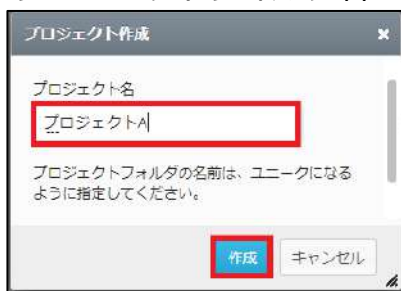 プロジェクト作成
プロジェクト名
プロジェクトA
プロジェクトフォルダの名前は、ユニークになる
ように指定してください。
作成 キャンセル